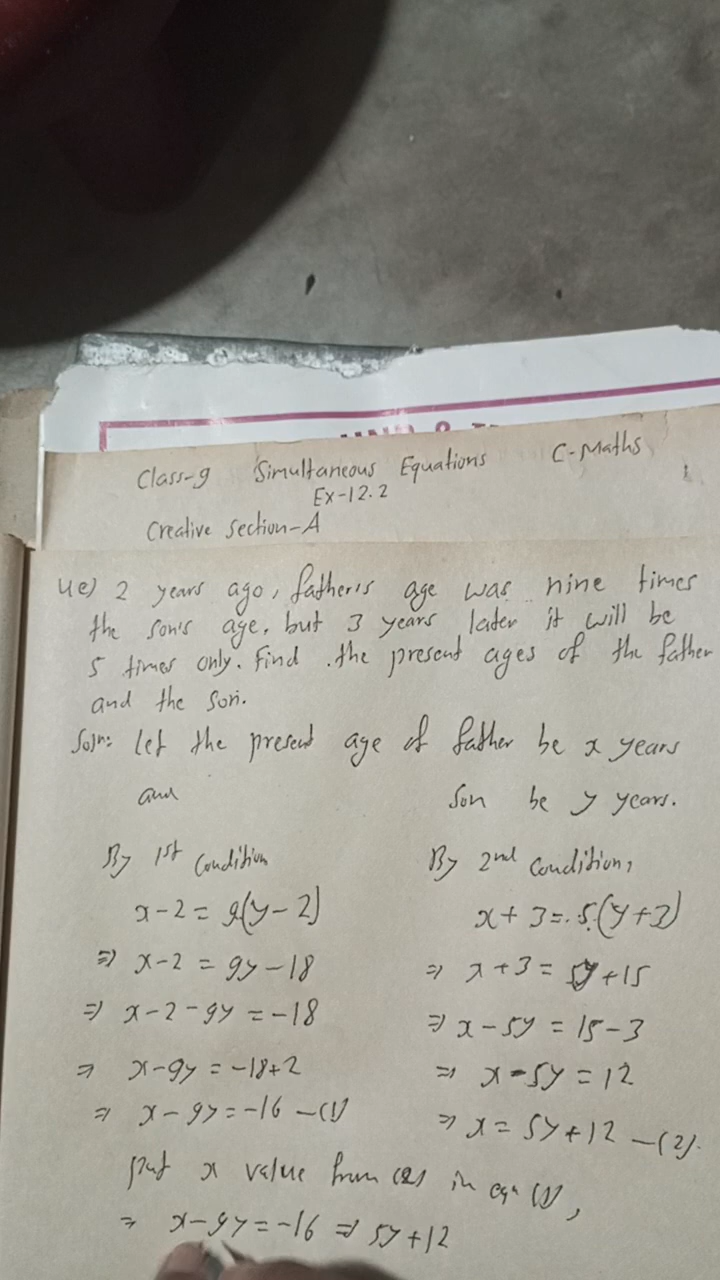 Class-9 Simultaneous Equations C-Maths
Ex-12.2
Creative Section-A
4e) 2 years ago, father's age was nine times
the son's age. but 3 years later it will be
5 times only. Find the present ages of the father
and the son.
Soln: let the present age of father be x years
and son be y years.
By 1st Condition
x-2 = 9(y-2)
⇒ x-2 = 9y-18
⇒ x-2-9y = -18
⇒ x-9y = -18+2
⇒ x-9y = -16 -(1)
By 2nd Condition,
x+3 = 5(y+3)
⇒ x+3 = 5y+15
⇒ x-5y = 15-3
⇒ x-5y = 12
⇒ x = 5y+12 -(2).
put x value from (2) in eqn (1),
⇒ x-9y = -16 ⇒ 5y+12